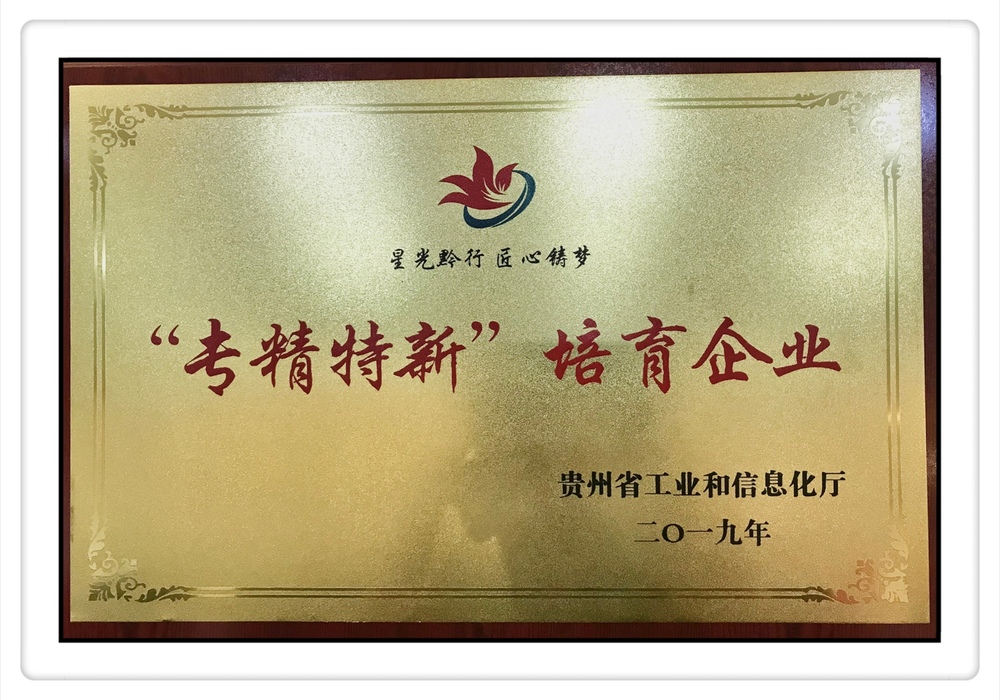 星光黔行 匠心铸梦
“专精特新” 培育企业
贵州省工业和信息化厅
二〇一九年